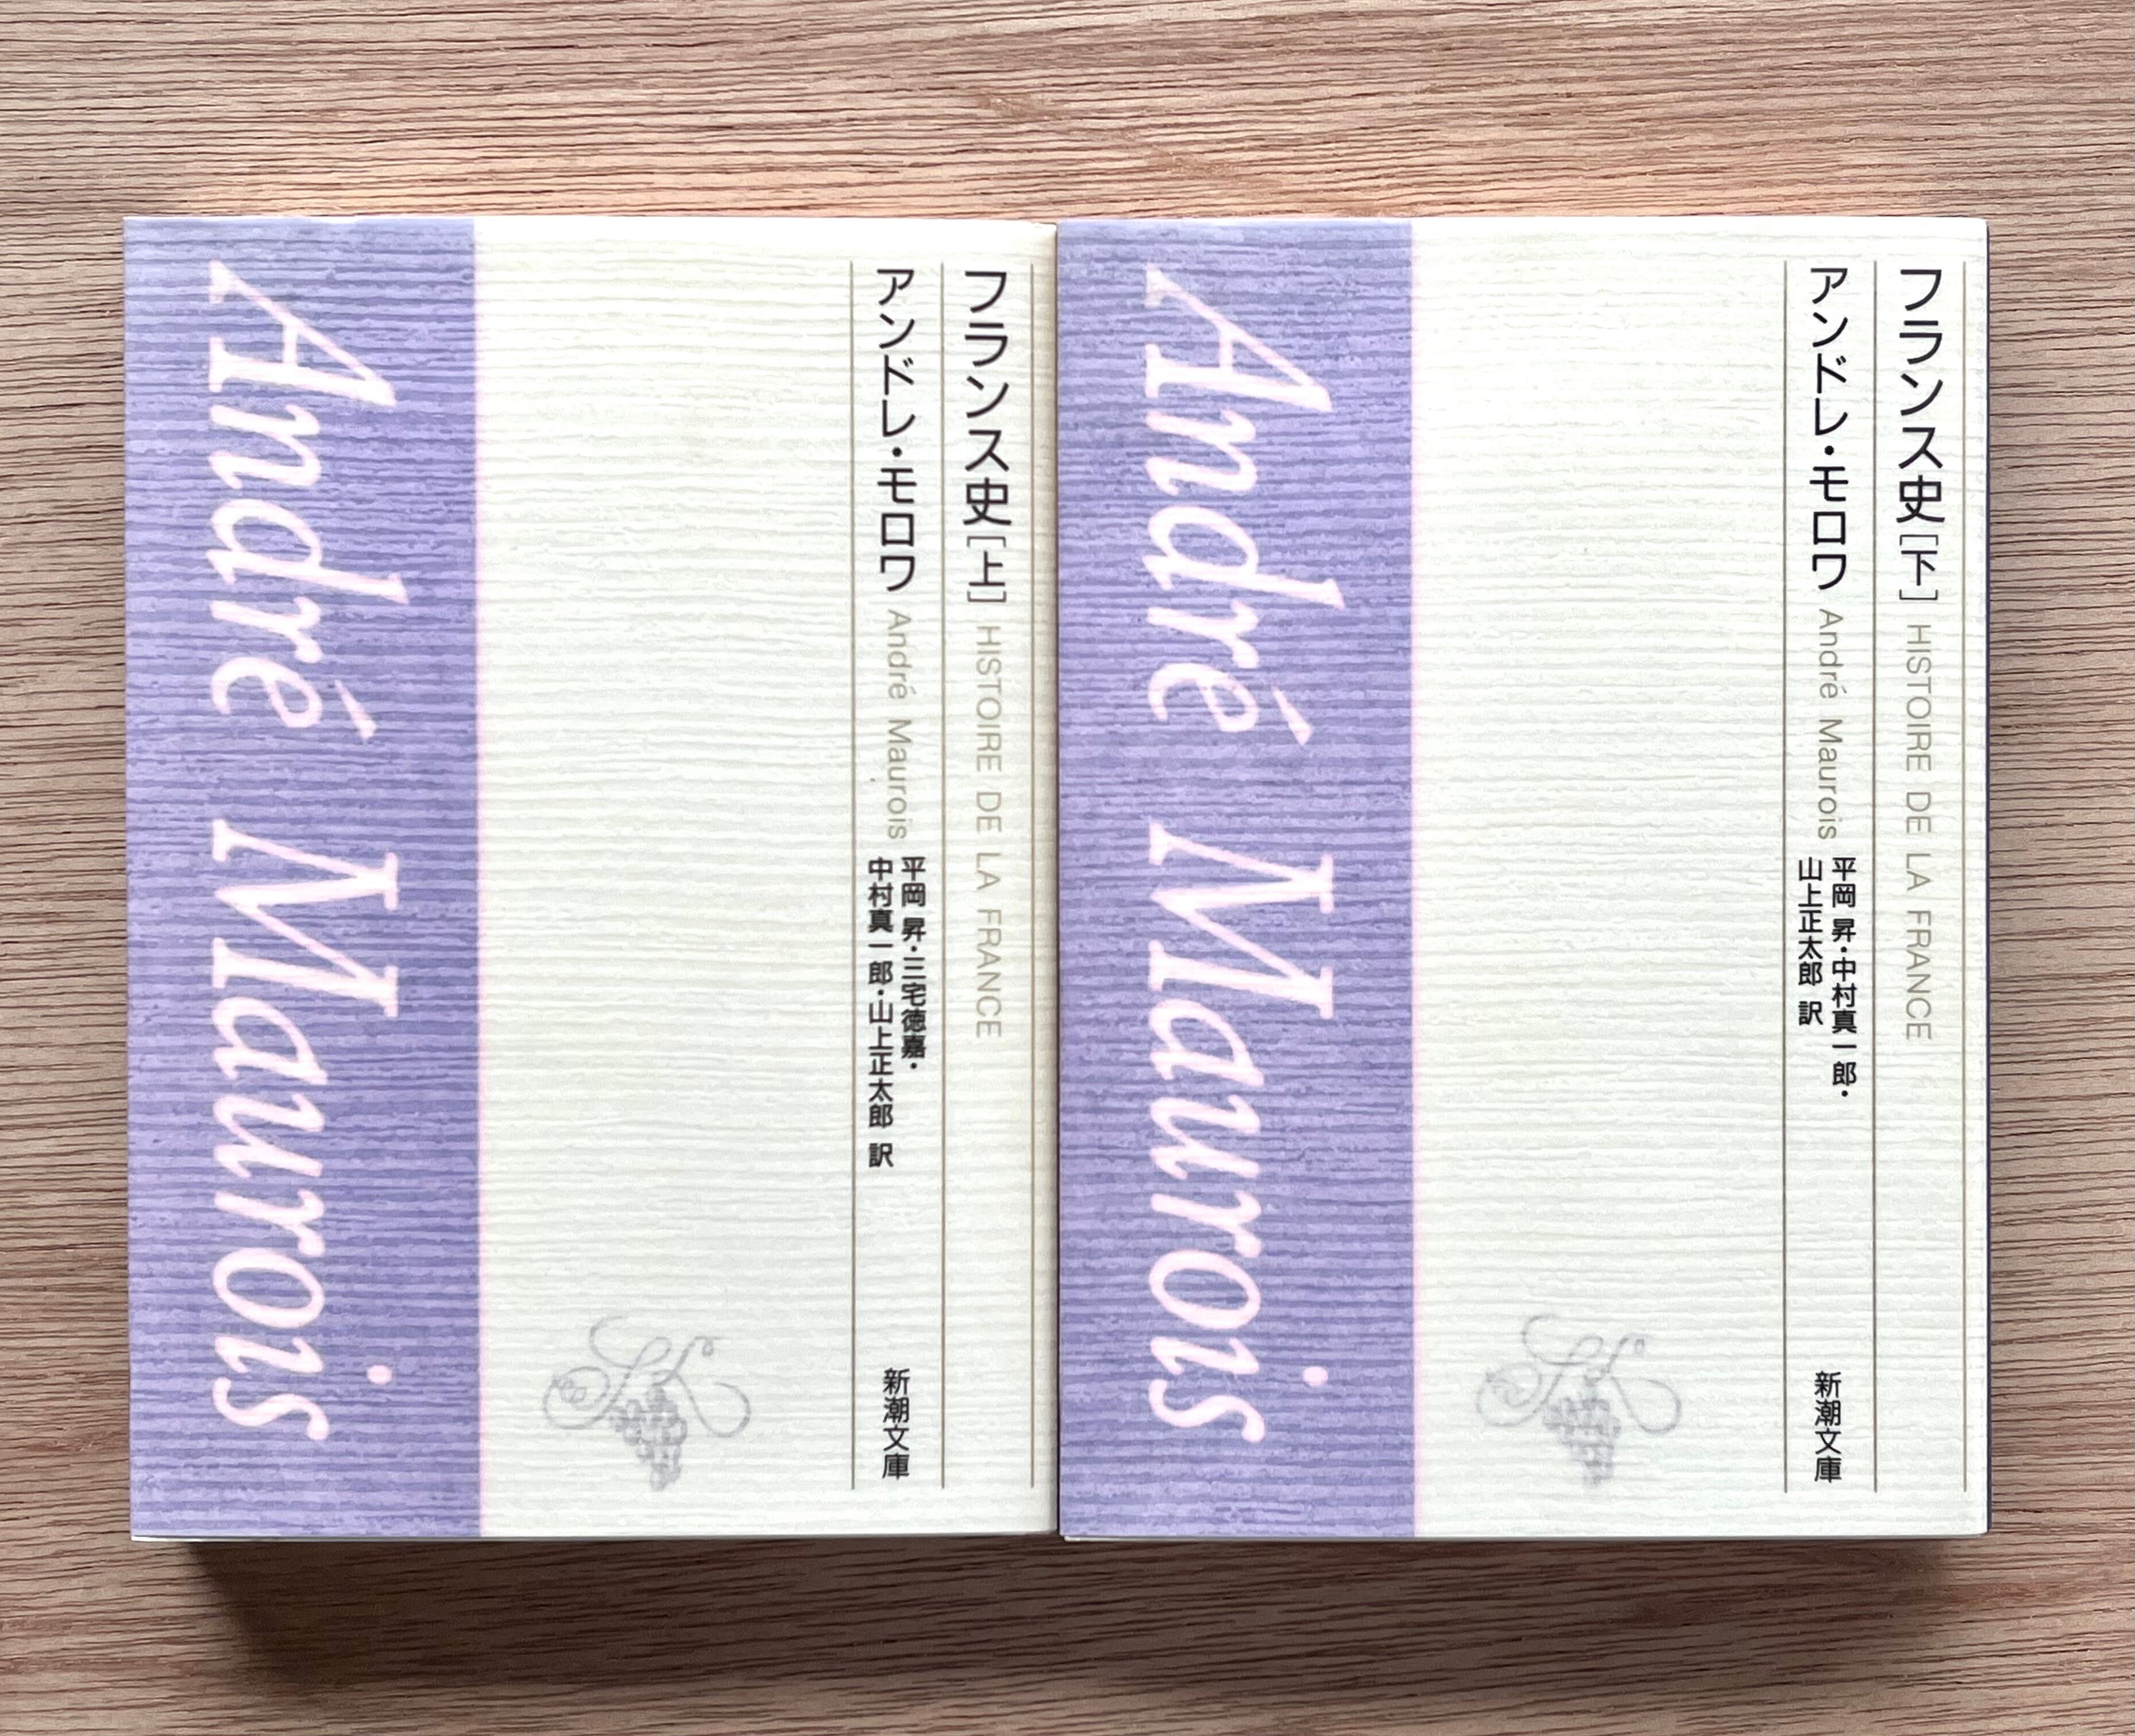 フランス史[上] HISTOIRE DE LA FRANCE
アンドレ・モロワ André Maurois
平岡 昇・三宅徳嘉・
中村真一郎・山上正太郎 訳
新潮文庫
André Maurois
フランス史[下] HISTOIRE DE LA FRANCE
アンドレ・モロワ André Maurois
平岡 昇・中村真一郎・
山上正太郎 訳
新潮文庫
André Maurois